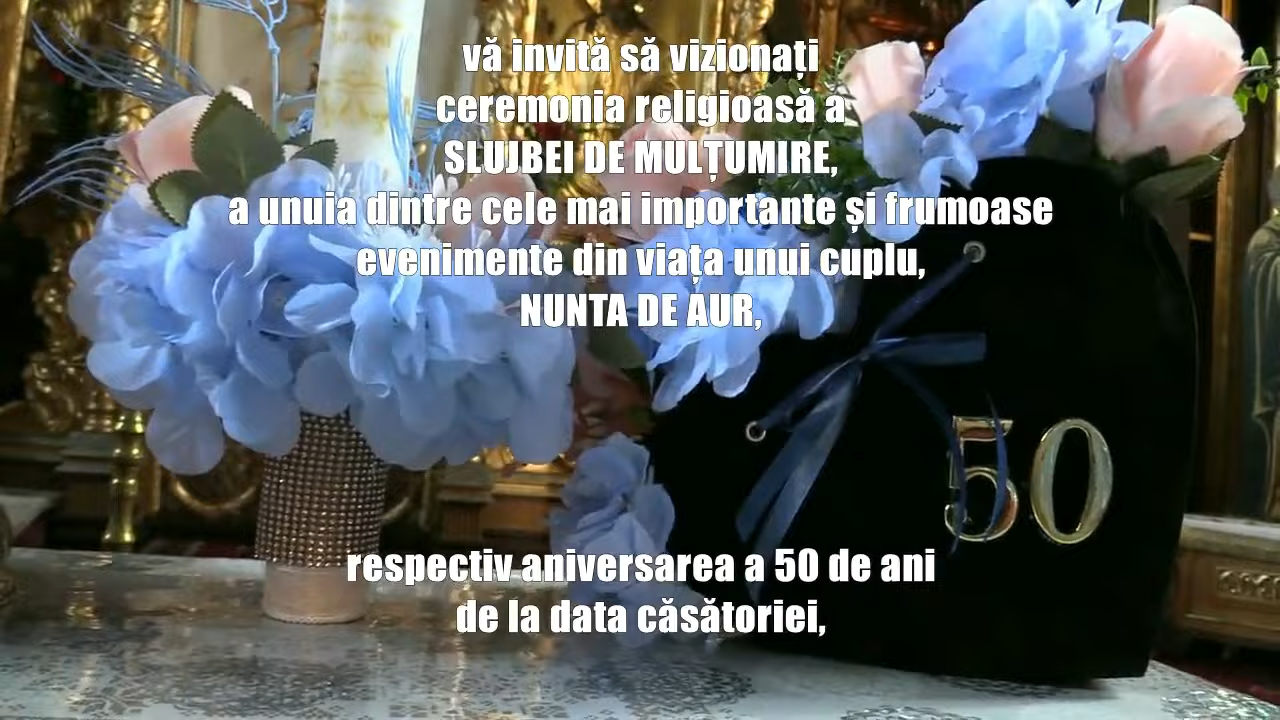 vă invită să vizionați
ceremonia religioasă a
SLUJBEI DE MULȚUMIRE,
a unuia dintre cele mai importante și frumoase
evenimente din viața unui cuplu,
NUNTA DE AUR,
50
respectiv aniversarea a 50 de ani
de la data căsătoriei,